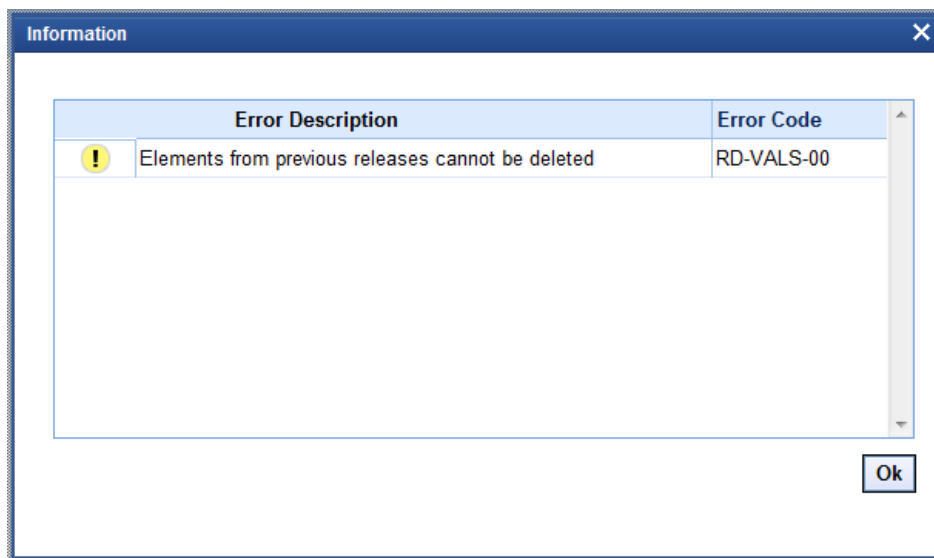 Information
Error Description Error Code
! Elements from previous releases cannot be deleted RD-VALS-00
Ok